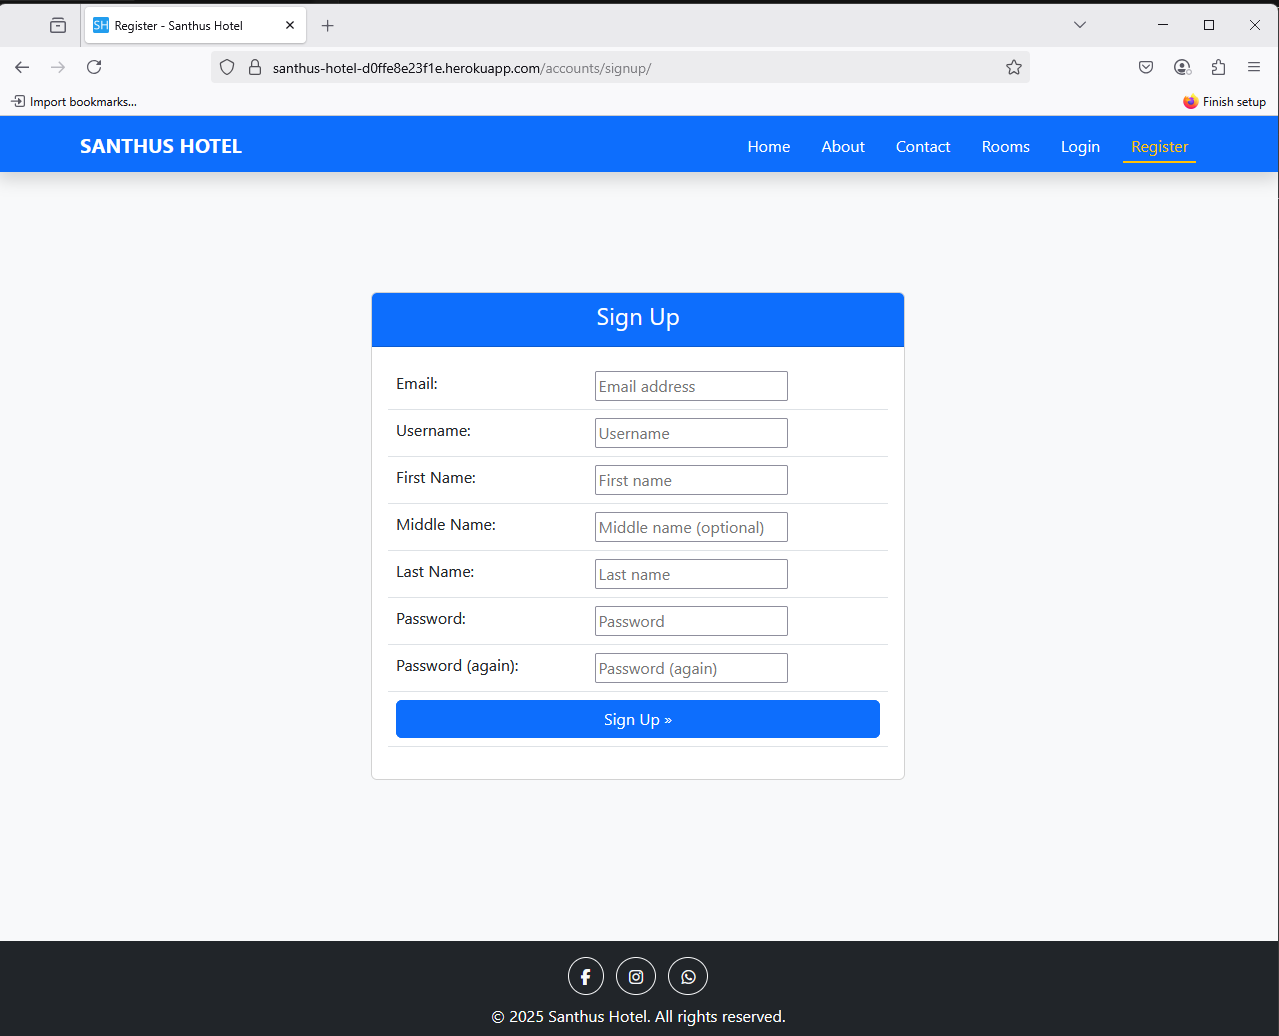 SH Register - Santhus Hotel
santhus-hotel-d0ffe8e23f1e.herokuapp.com/accounts/signup/
Import bookmarks...
Finish setup
SANTHUS HOTEL
Home About Contact Rooms Login Register
Sign Up
Email: Email address
Username: Username
First Name: First name
Middle Name: Middle name (optional)
Last Name: Last name
Password: Password
Password (again): Password (again)
Sign Up »
© 2025 Santhus Hotel. All rights reserved.